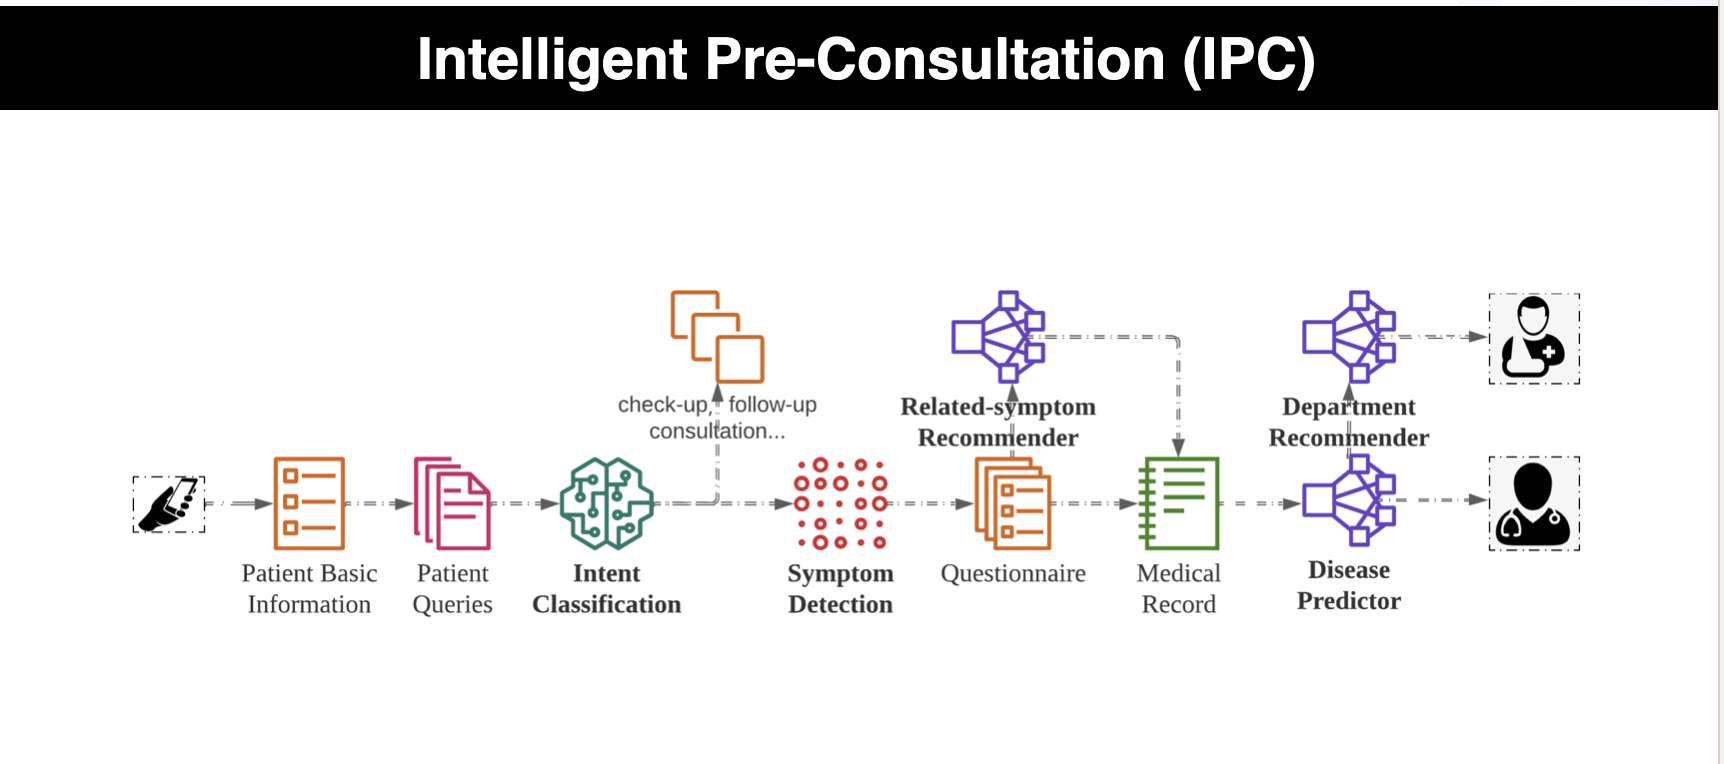 Intelligent Pre-Consultation (IPC)
check-up, follow-up
consultation...
Related-symptom
Recommender
Department
Recommender
Patient Basic
Information
Patient
Queries
Intent
Classification
Symptom
Detection
Questionnaire
Medical
Record
Disease
Predictor